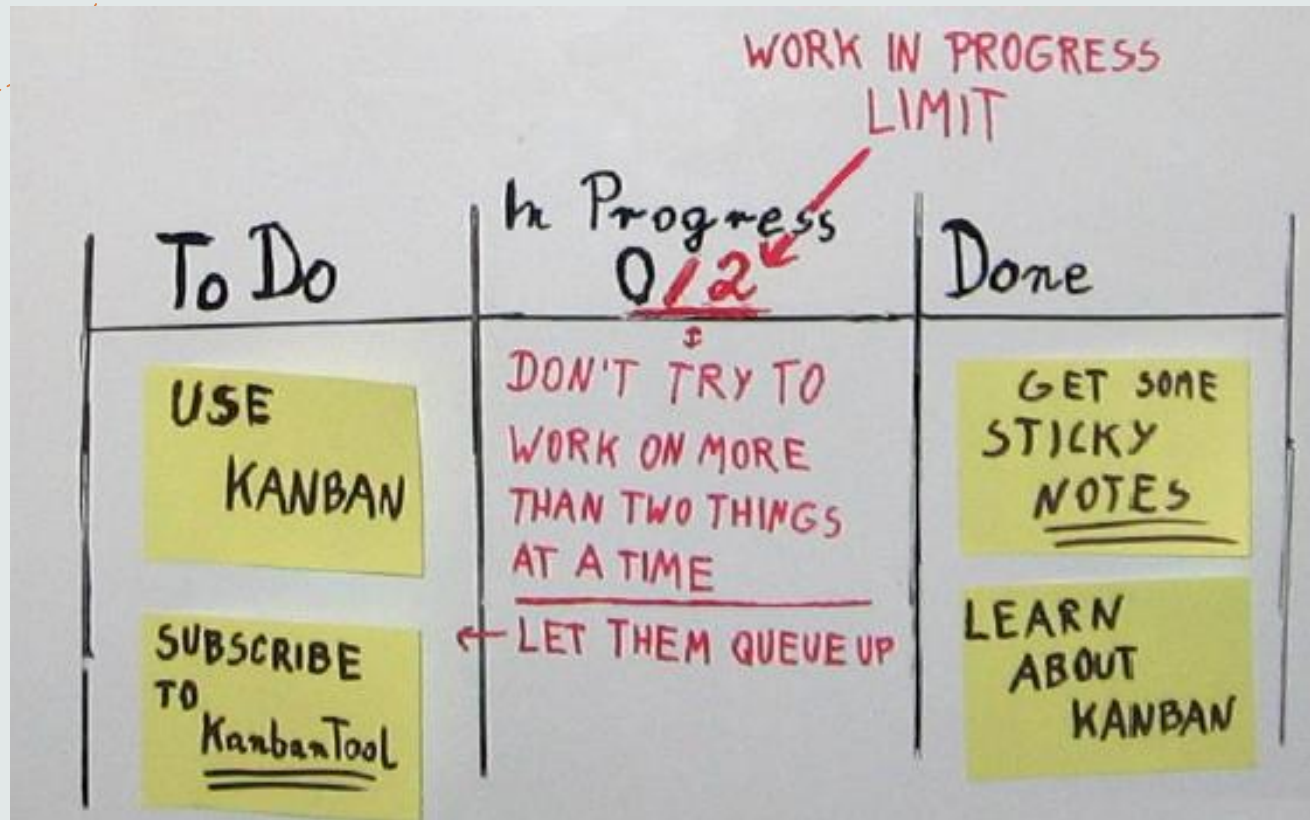 WORK IN PROGRESS
LIMIT
To Do
In Progress
0/2
Done
USE
KANBAN
SUBSCRIBE
TO
KanbanTool
DON'T TRY TO
WORK ON MORE
THAN TWO THINGS
AT A TIME
← LET THEM QUEUE UP
GET SOME
STICKY
NOTES
LEARN
ABOUT
KANBAN